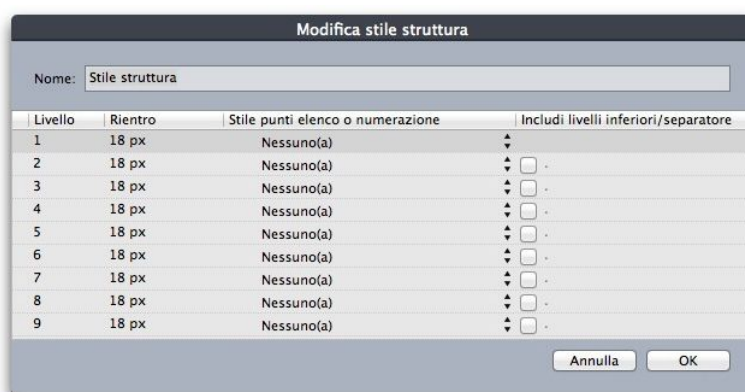 Modifica stile struttura
Nome: Stile struttura
Livello Rientro Stile punti elenco o numerazione Includi livelli inferiori/separatore
1 18 px Nessuno(a)
2 18 px Nessuno(a) .
3 18 px Nessuno(a) .
4 18 px Nessuno(a) .
5 18 px Nessuno(a) .
6 18 px Nessuno(a) .
7 18 px Nessuno(a) .
8 18 px Nessuno(a) .
9 18 px Nessuno(a) .
Annulla OK